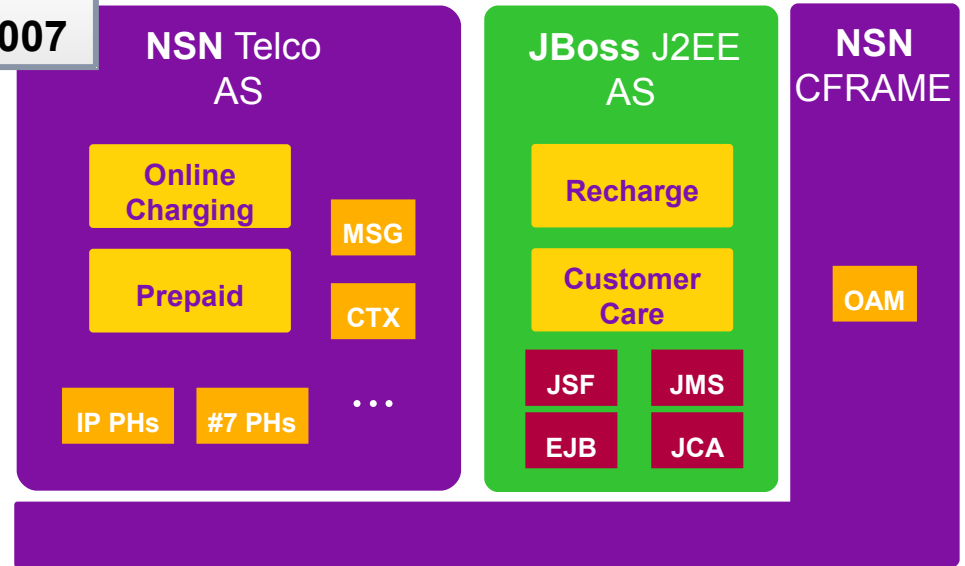 007
NSN Telco
AS
Online
Charging
MSG
Prepaid
CTX
IP PHs
#7 PHs
...
JBoss J2EE
AS
Recharge
Customer
Care
JSF
JMS
EJB
JCA
NSN
CFRAME
OAM